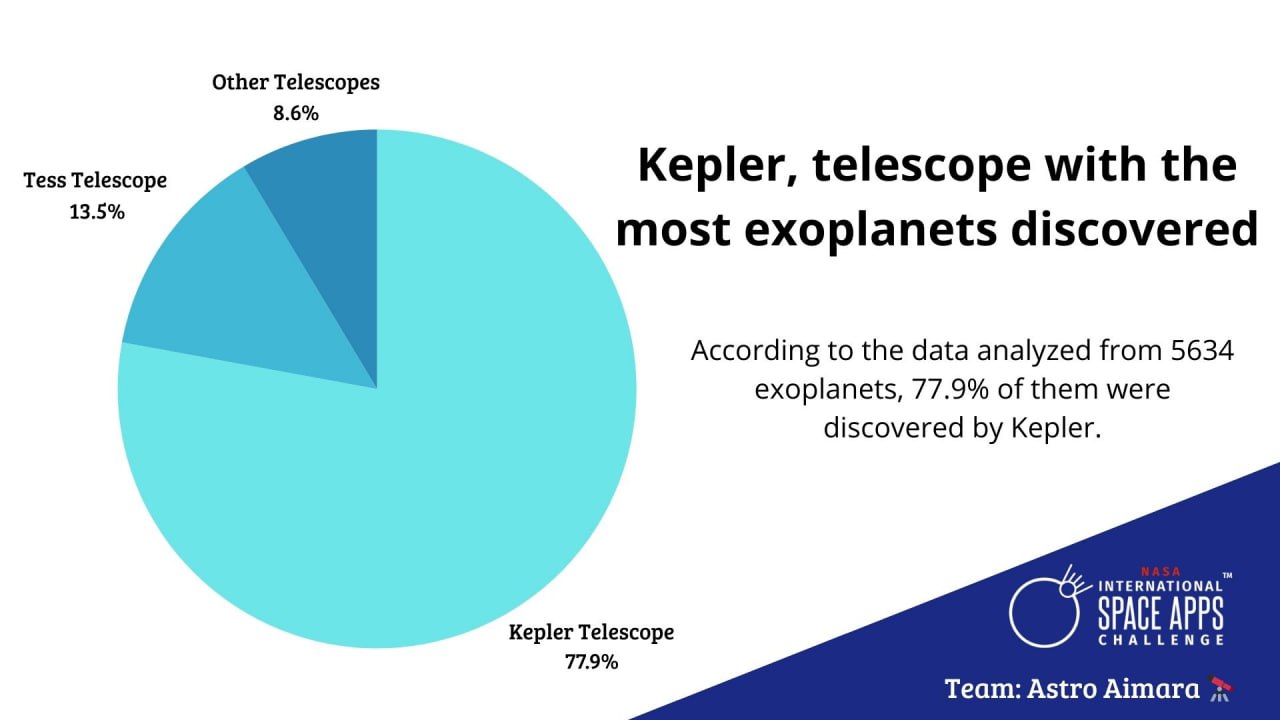 Other Telescopes
8.6%
Tess Telescope
13.5%
Kepler, telescope with the
most exoplanets discovered
According to the data analyzed from 5634
exoplanets, 77.9% of them were
discovered by Kepler.
Kepler Telescope
77.9%
NASA
INTERNATIONAL™
SPACE APPS
CHALLENGE
Team: Astro Aimara